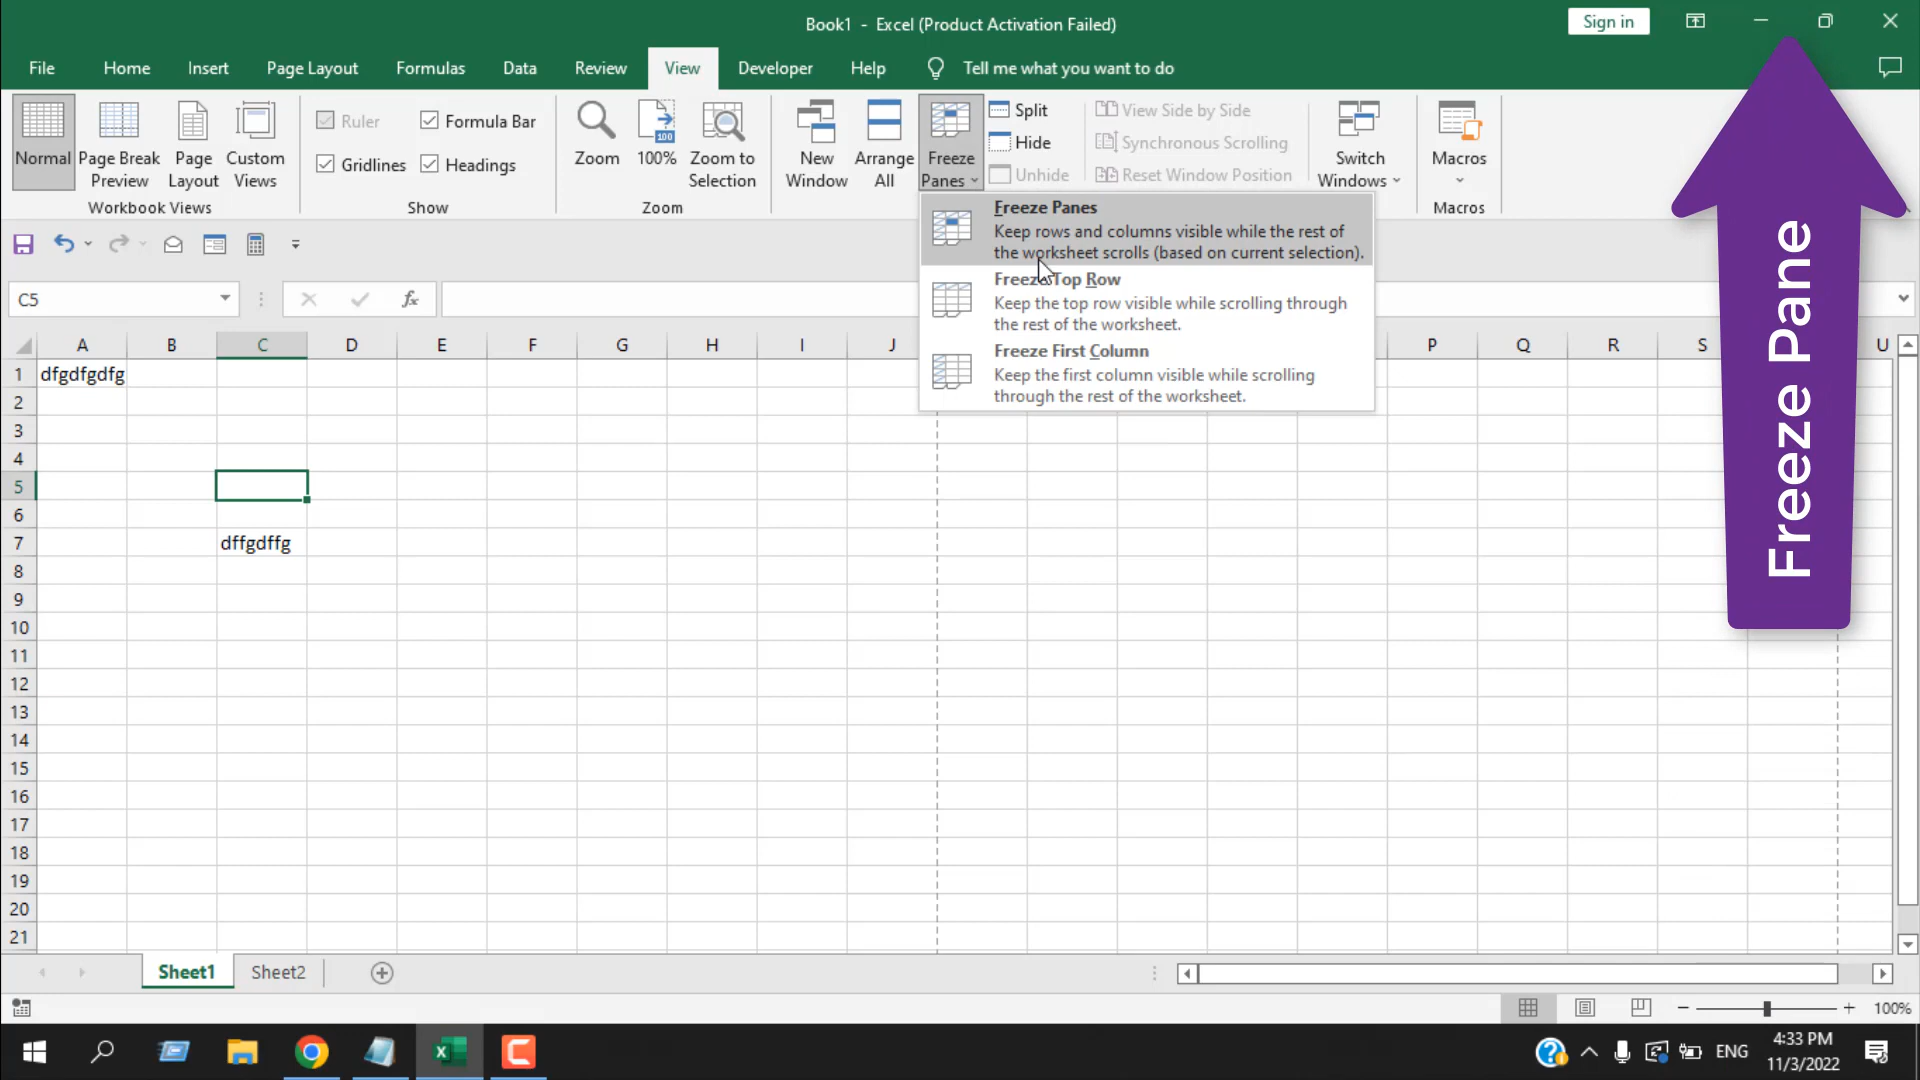 Book1 - Excel (Product Activation Failed)
Sign in
File Home Insert Page Layout Formulas Data Review View Developer Help Tell me what you want to do
Normal
Page Break
Preview
Page
Layout
Custom
Views
Workbook Views
Ruler
Formula Bar
Gridlines
Headings
Show
Zoom
100
100%
Zoom to
Selection
Zoom
New
Window
Arrange
All
Freeze
Panes
Split
Hide
Unhide
View Side by Side
Synchronous Scrolling
Reset Window Position
Switch
Windows
Macros
Macros
Freeze Panes
Keep rows and columns visible while the rest of
the worksheet scrolls (based on current selection).
Freeze Top Row
Keep the top row visible while scrolling through
the rest of the worksheet.
Freeze First Column
Keep the first column visible while scrolling
through the rest of the worksheet.
Freeze Pane
C5
fx
A B C D E F G H I J P Q R S U
1 dfgdfgdfg
2
3
4
5
6
7 dffgdffg
8
9
10
11
12
13
14
15
16
17
18
19
20
21
Sheet1 Sheet2
100%
ENG
4:33 PM
11/3/2022